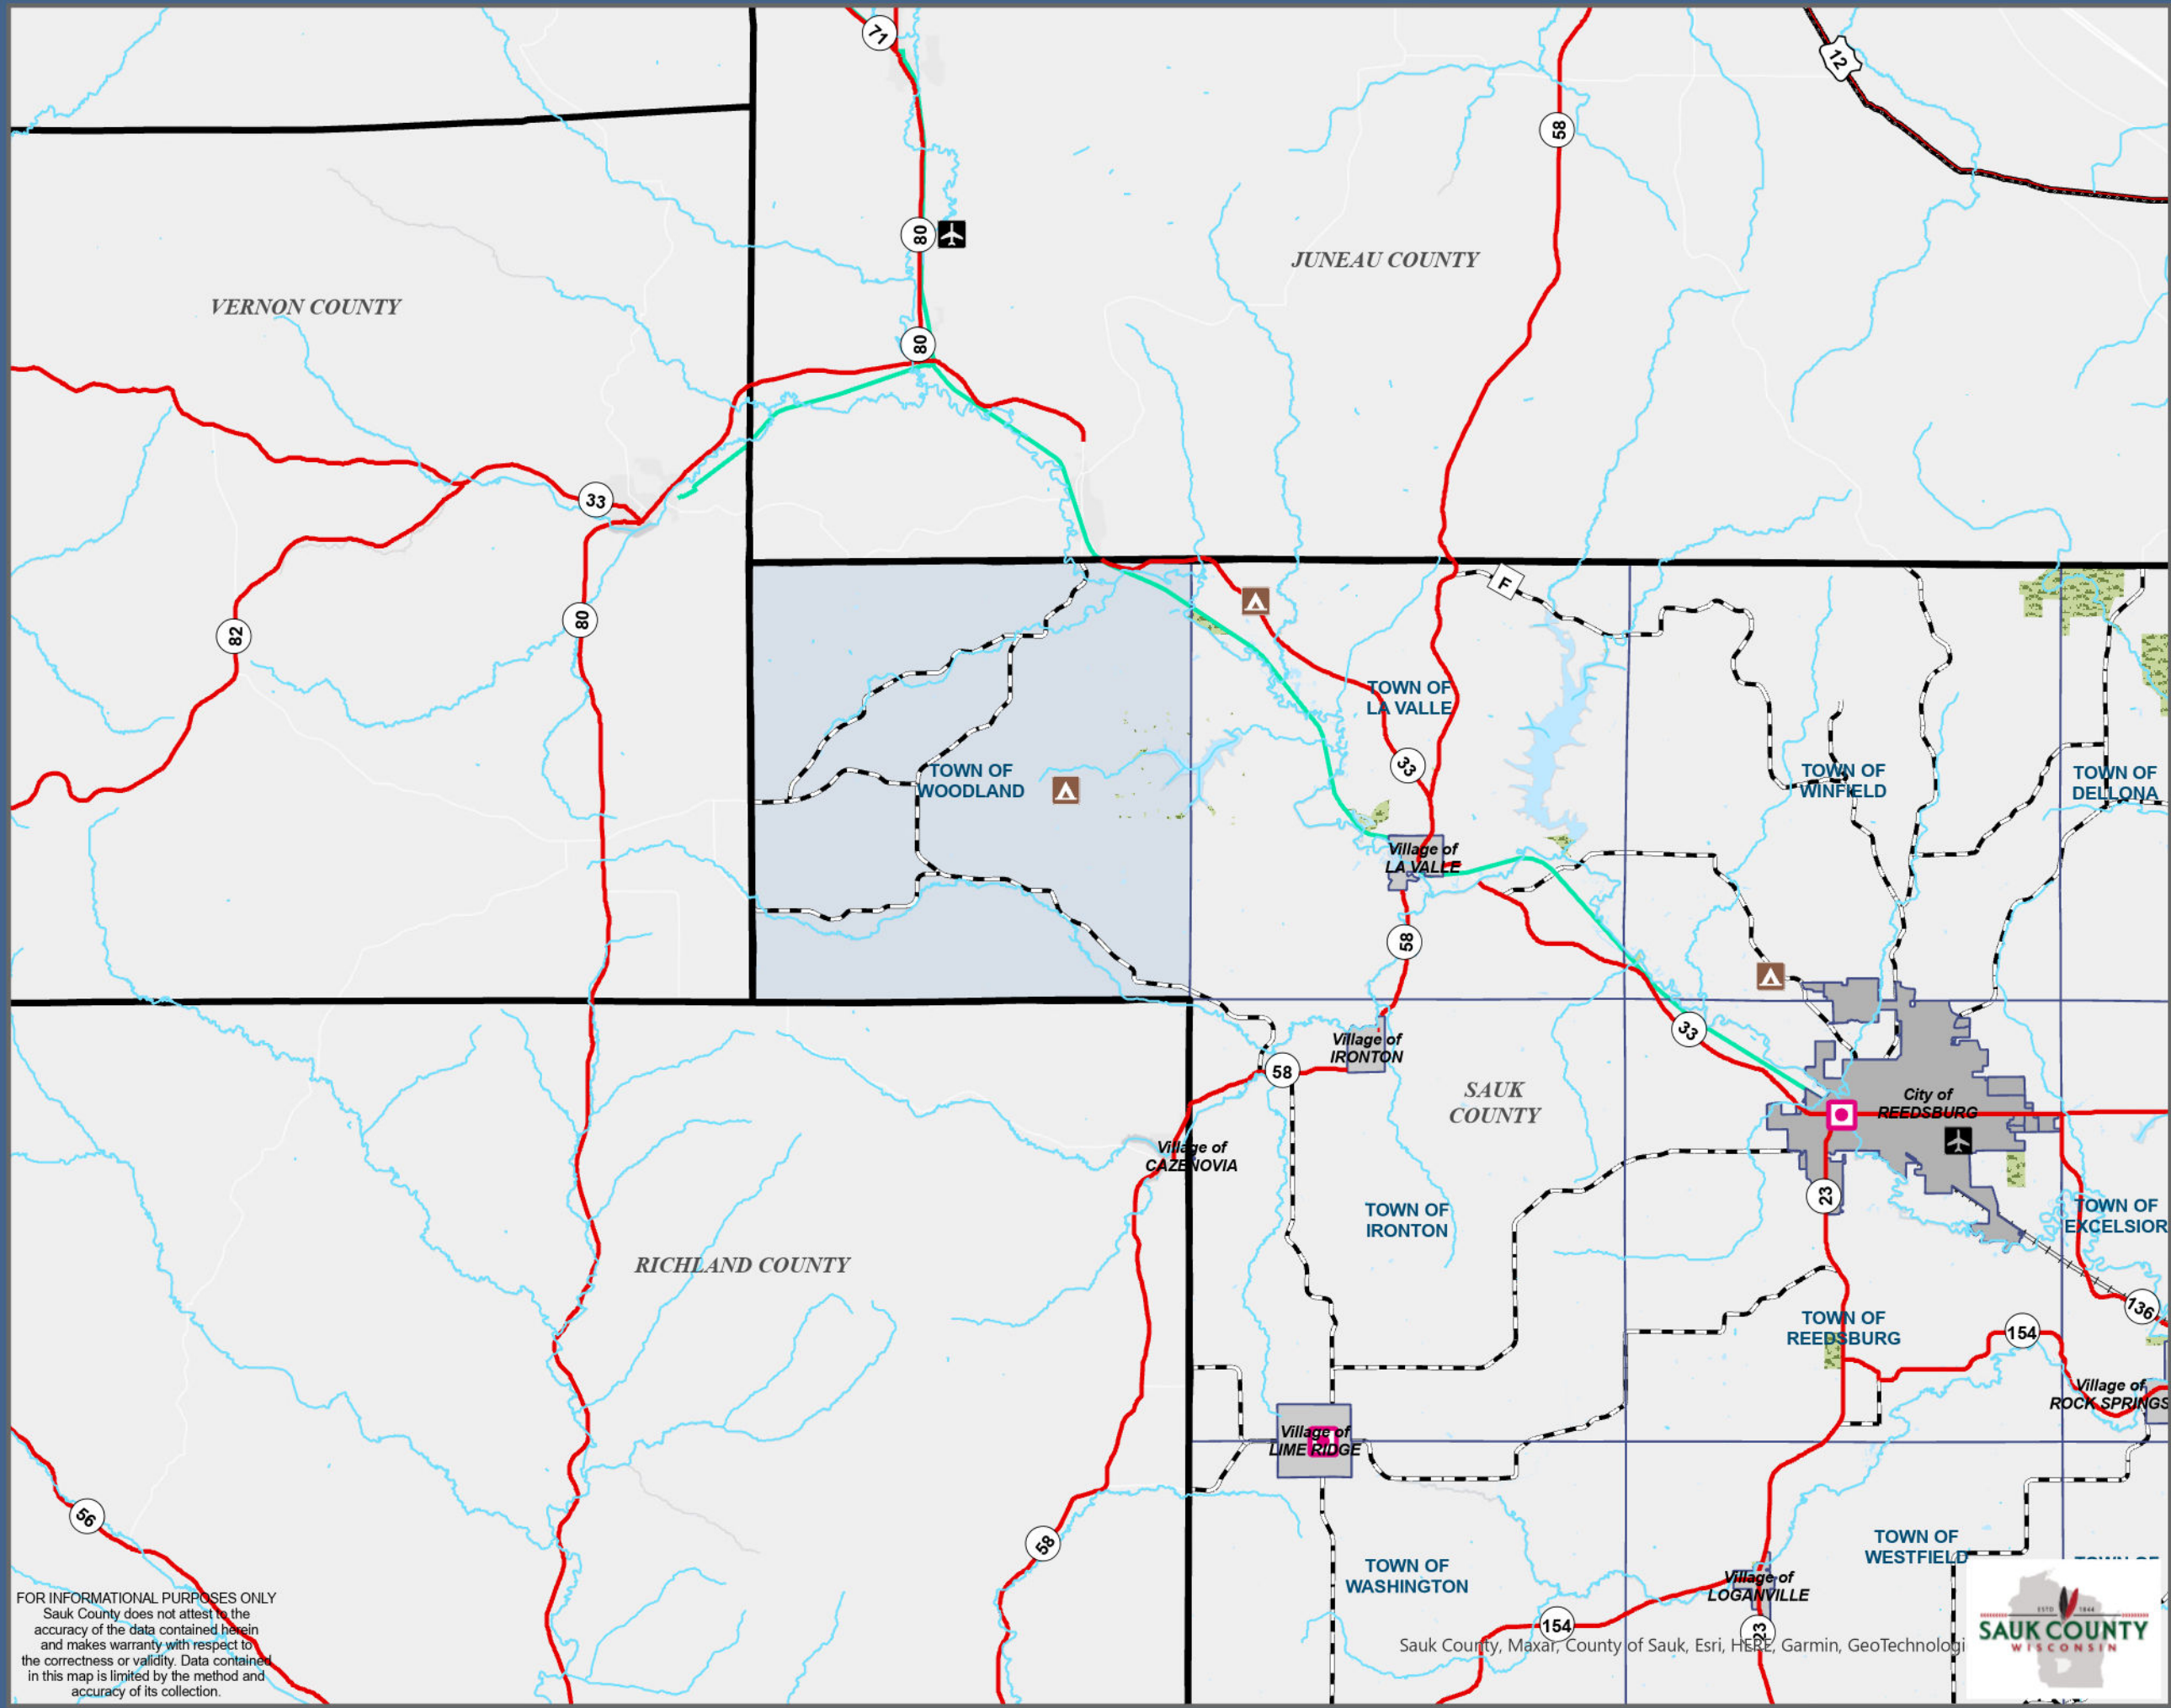 71
12
58
80
JUNEAU COUNTY
VERNON COUNTY
80
33
F
80
82
TOWN OF
LA VALLE
33
TOWN OF
WOODLAND
TOWN OF
WINFIELD
TOWN OF
DELLONA
Village of
LA VALLE
58
33
Village of
IRONTON
58
SAUK
COUNTY
City of
REEDSBURG
Village of
CAZENOVIA
23
TOWN OF
IRONTON
TOWN OF
EXCELSIOR
RICHLAND COUNTY
136
TOWN OF
REEDSBURG
154
Village of
ROCK SPRINGS
Village of
LIME RIDGE
56
58
TOWN OF
WESTFIELD
TOWN OF
TOWN OF
WASHINGTON
Village of
LOGANVILLE
154
23
FOR INFORMATIONAL PURPOSES ONLY
Sauk County does not attest to the
accuracy of the data contained herein
and makes warranty with respect to
the correctness or validity. Data contained
in this map is limited by the method and
accuracy of its collection.
Sauk County, Maxar, County of Sauk, Esri, HERE, Garmin, GeoTechnologi
ESTD 1844
SAUK COUNTY
WISCONSIN